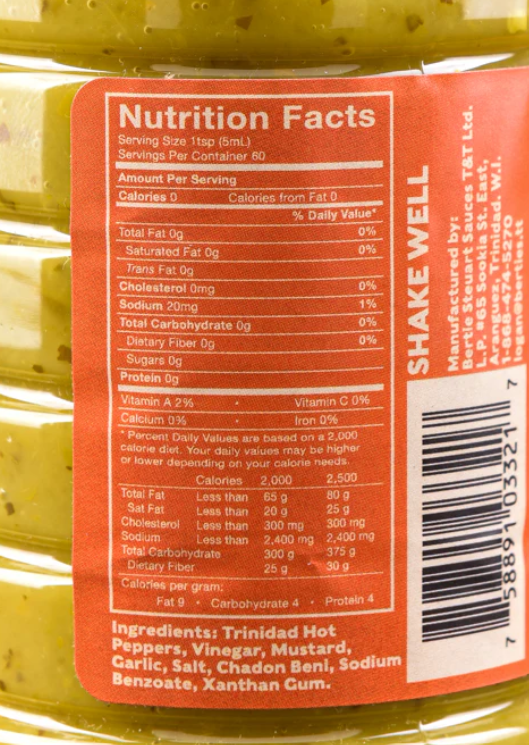 Nutrition Facts
Serving Size 1tsp (5mL)
Servings Per Container 60
Amount Per Serving
Calories 0 Calories from Fat 0
% Daily Value*
Total Fat 0g 0%
Saturated Fat 0g 0%
Trans Fat 0g
Cholesterol 0mg 0%
Sodium 20mg 1%
Total Carbohydrate 0g 0%
Dietary Fiber 0g 0%
Sugars 0g
Protein 0g
Vitamin A 2% • Vitamin C 0%
Calcium 0% • Iron 0%
* Percent Daily Values are based on a 2,000
calorie diet. Your daily values may be higher
or lower depending on your calorie needs.
Calories 2,000 2,500
Total Fat Less than 65 g 80 g
Sat Fat Less than 20 g 25 g
Cholesterol Less than 300 mg 300 mg
Sodium Less than 2,400 mg 2,400 mg
Total Carbohydrate 300 g 375 g
Dietary Fiber 25 g 30 g
Calories per gram:
Fat 9 • Carbohydrate 4 • Protein 4
Ingredients: Trinidad Hot
Peppers, Vinegar, Mustard,
Garlic, Salt, Chadon Beni, Sodium
Benzoate, Xanthan Gum.
SHAKE WELL
Manufactured by:
Bertie Steuart Sauces T&T Ltd.
L.P. #65 Sookia St. East,
Aranguez, Trinidad. W.I.
1-868-474-5270
7 58891 03321 7